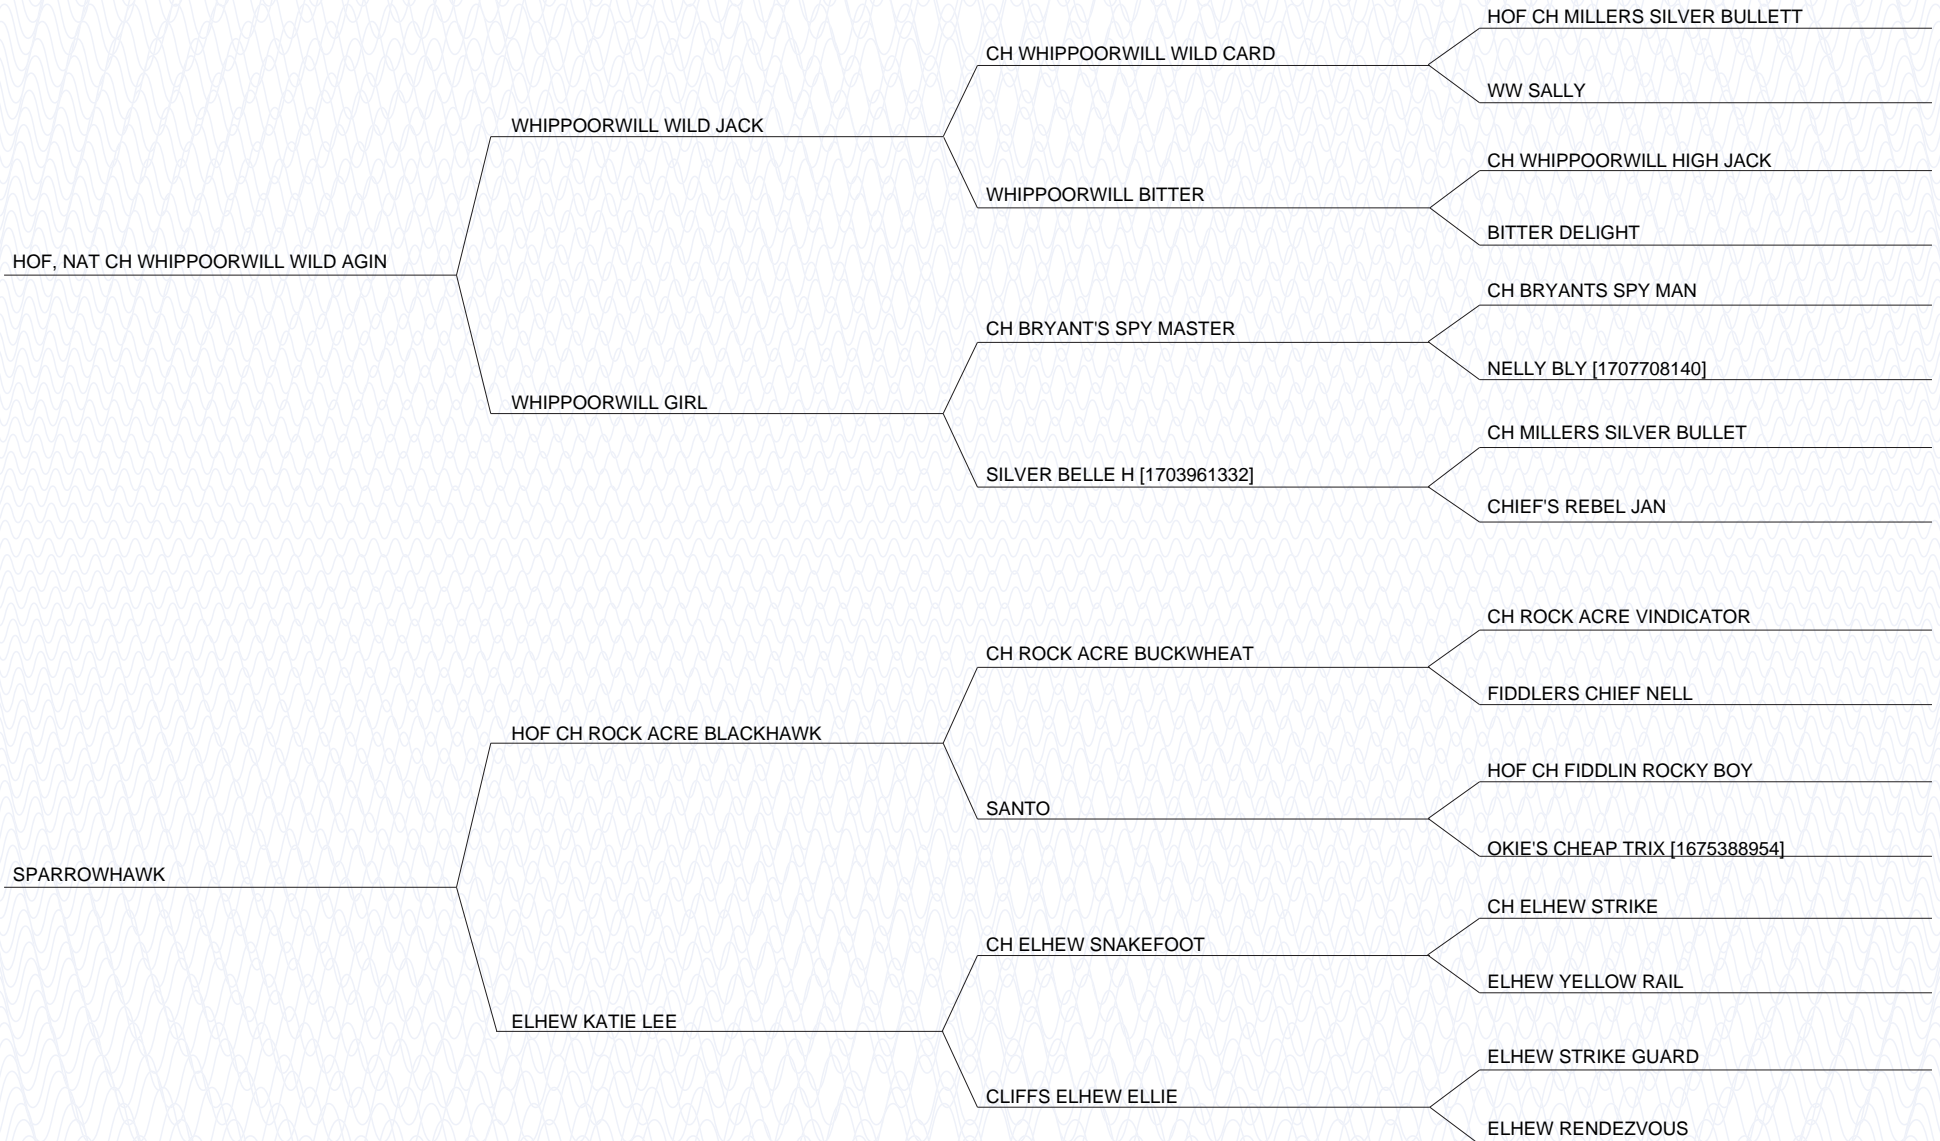 HOF CH MILLERS SILVER BULLETT
CH WHIPPOORWILL WILD CARD
WW SALLY
WHIPPOORWILL WILD JACK
CH WHIPPOORWILL HIGH JACK
WHIPPOORWILL BITTER
BITTER DELIGHT
HOF, NAT CH WHIPPOORWILL WILD AGIN
CH BRYANTS SPY MAN
CH BRYANT'S SPY MASTER
NELLY BLY [1707708140]
WHIPPOORWILL GIRL
CH MILLERS SILVER BULLET
SILVER BELLE H [1703961332]
CHIEF'S REBEL JAN
CH ROCK ACRE VINDICATOR
CH ROCK ACRE BUCKWHEAT
FIDDLERS CHIEF NELL
HOF CH ROCK ACRE BLACKHAWK
HOF CH FIDDLIN ROCKY BOY
SANTO
OKIE'S CHEAP TRIX [1675388954]
SPARROWHAWK
CH ELHEW STRIKE
CH ELHEW SNAKEFOOT
ELHEW YELLOW RAIL
ELHEW KATIE LEE
ELHEW STRIKE GUARD
CLIFFS ELHEW ELLIE
ELHEW RENDEZVOUS